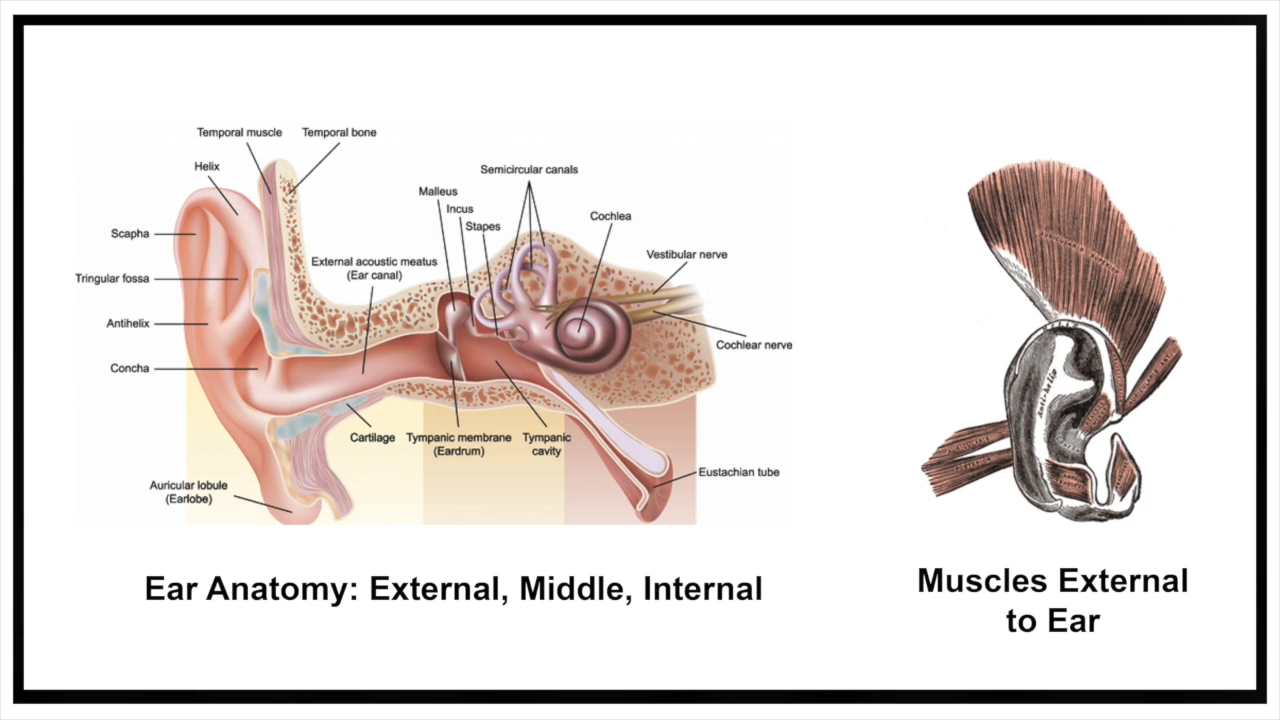 Temporal muscle
Temporal bone
Helix
Semicircular canals
Malleus
Incus
Stapes
Cochlea
Scapha
Vestibular nerve
External acoustic meatus
(Ear canal)
Tringular fossa
Antihelix
Cochlear nerve
Concha
Cartilage
Tympanic membrane
(Eardrum)
Tympanic
cavity
Eustachian tube
Auricular lobule
(Earlobe)
Ear Anatomy: External, Middle, Internal
Muscles External
to Ear